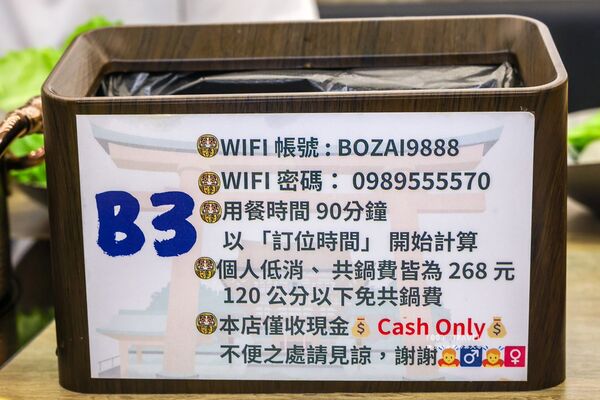 B3
WIFI 帳號 : BOZAI9888
WIFI 密碼： 0989555570
用餐時間 90分鐘
以 「訂位時間」 開始計算
個人低消、共鍋費皆為 268 元
120 公分以下免共鍋費
本店僅收現金💰 Cash Only💰
不便之處請見諒，謝謝🙇‍♂️🙇‍♀️